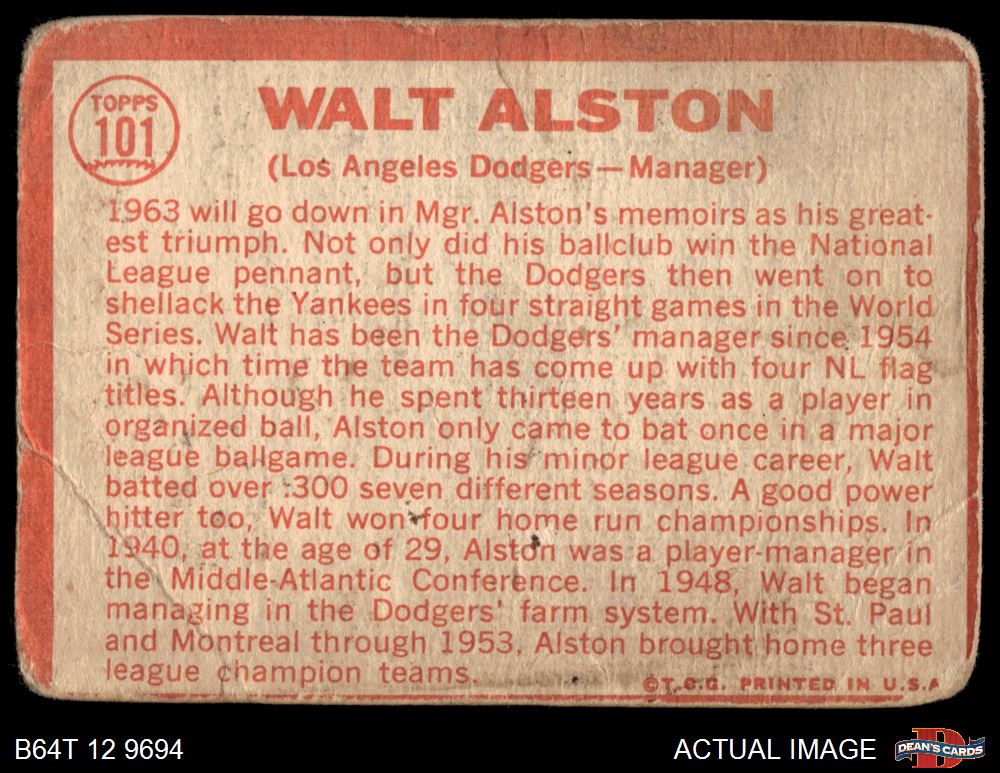 TOPPS
101
WALT ALSTON
(Los Angeles Dodgers—Manager)
1963 will go down in Mgr. Alston's memoirs as his great-
est triumph. Not only did his ballclub win the National
League pennant, but the Dodgers then went on to
shellack the Yankees in four straight games in the World
Series. Walt has been the Dodgers' manager since 1954
in which time the team has come up with four NL flag
titles. Although he spent thirteen years as a player in
organized ball, Alston only came to bat once in a major
league ballgame. During his minor league career, Walt
batted over .300 seven different seasons. A good power
hitter too, Walt won four home run championships. In
1940, at the age of 29, Alston was a player-manager in
the Middle-Atlantic Conference. In 1948, Walt began
managing in the Dodgers' farm system. With St. Paul
and Montreal through 1953, Alston brought home three
league champion teams.
©T.C.G. PRINTED IN U.S.A
B64T 12 9694
ACTUAL IMAGE
D
DEAN'S CARDS